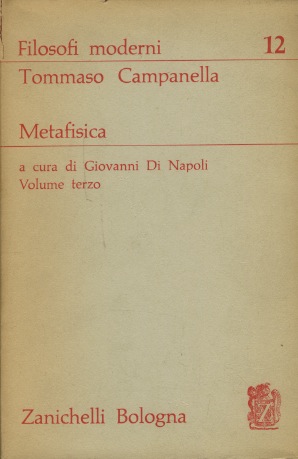 Filosofi moderni 12
Tommaso Campanella
Metafisica
a cura di Giovanni Di Napoli
Volume terzo
Z
Zanichelli Bologna